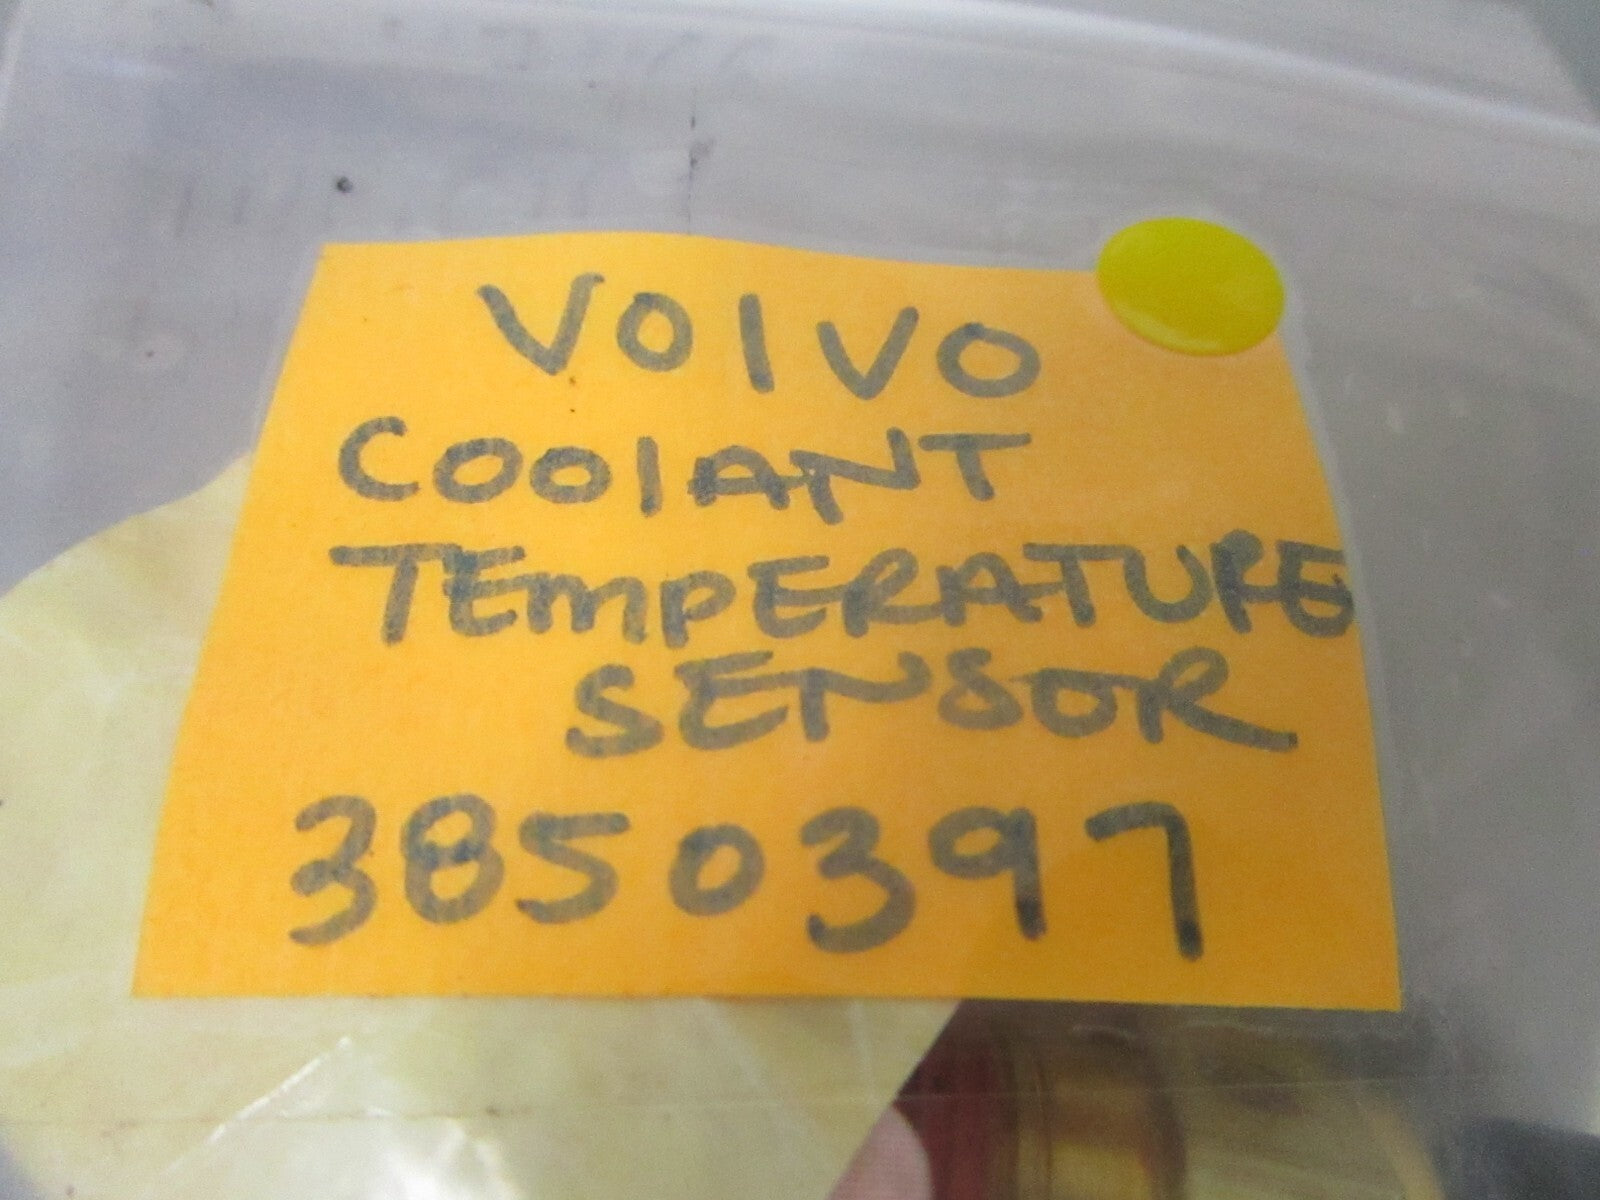 VOlVO
COOlANT
TEMPERATURE
SENSOR
3850397